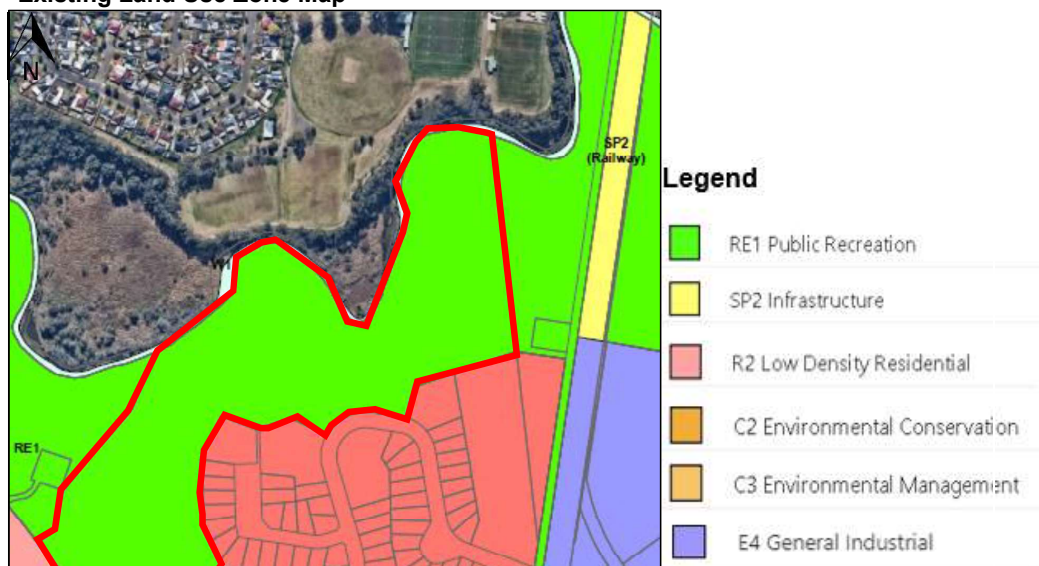 Existing Land Use Zone Map
N
SP2
(Railway)
W1
RE1
Legend
RE1 Public Recreation
SP2 Infrastructure
R2 Low Density Residential
C2 Environmental Conservation
C3 Environmental Management
E4 General Industrial